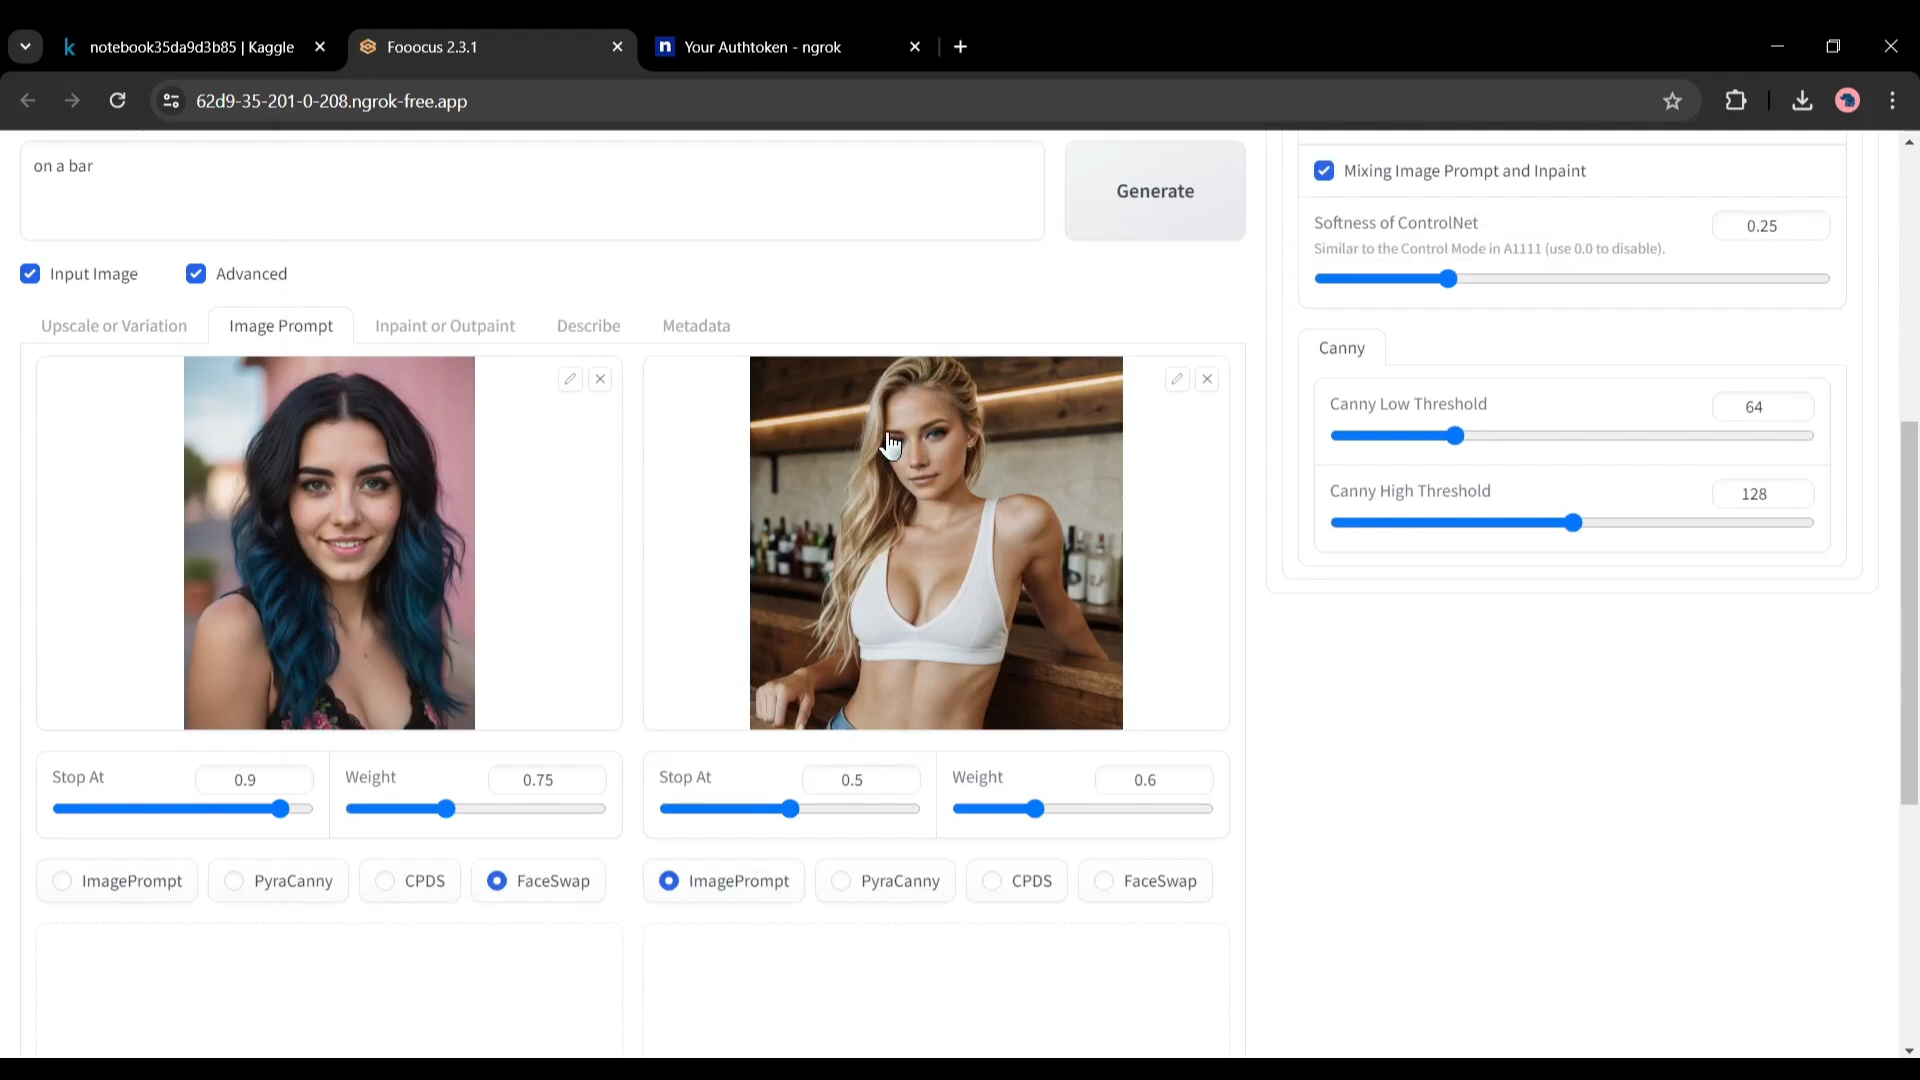 notebook35da9d3b85 | Kaggle
Fooocus 2.3.1
Your Authtoken - ngrok
62d9-35-201-0-208.ngrok-free.app
on a bar
Generate
Mixing Image Prompt and Inpaint
Softness of ControlNet
0.25
Similar to the Control Mode in A1111 (use 0.0 to disable).
Input Image
Advanced
Upscale or Variation
Image Prompt
Inpaint or Outpaint
Describe
Metadata
Canny
Canny Low Threshold
64
Canny High Threshold
128
Stop At
0.9
Weight
0.75
Stop At
0.5
Weight
0.6
ImagePrompt
PyraCanny
CPDS
FaceSwap
ImagePrompt
PyraCanny
CPDS
FaceSwap